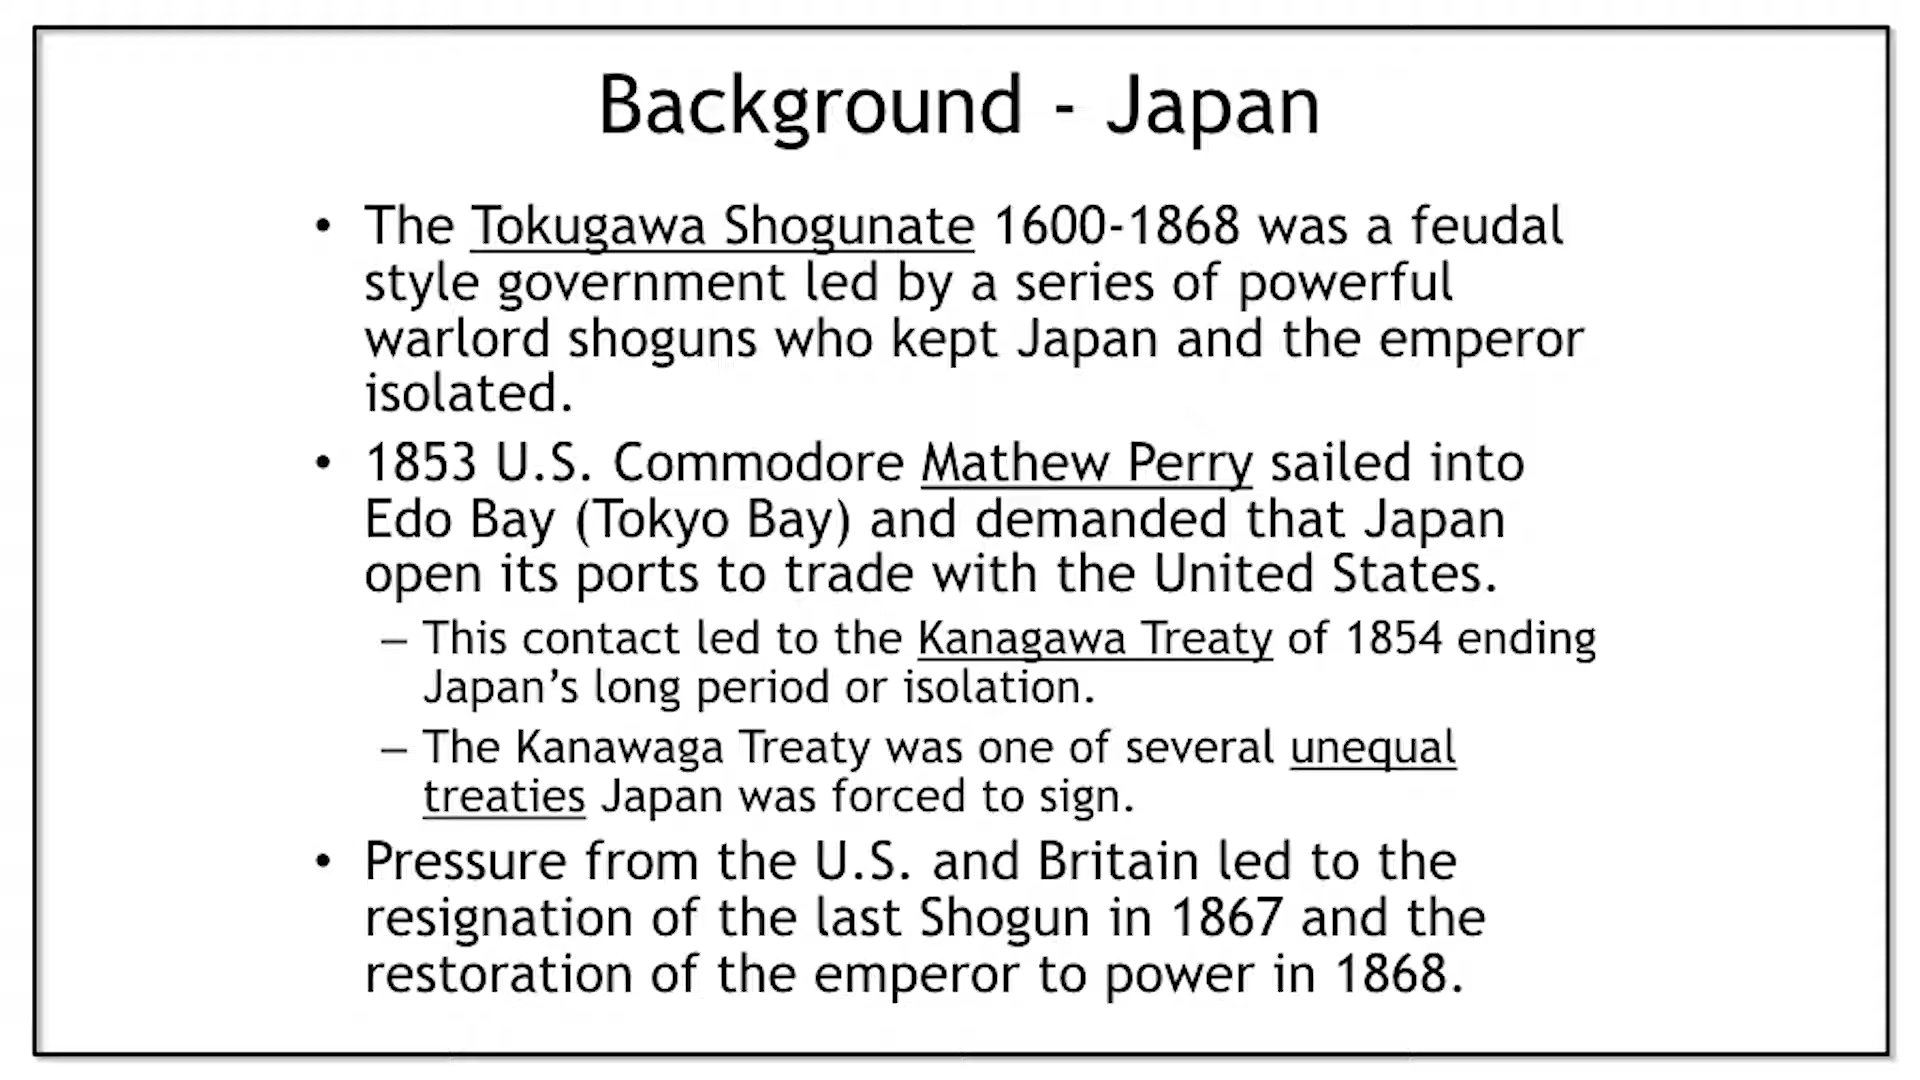 Background - Japan
• The Tokugawa Shogunate 1600-1868 was a feudal
style government led by a series of powerful
warlord shoguns who kept Japan and the emperor
isolated.
• 1853 U.S. Commodore Mathew Perry sailed into
Edo Bay (Tokyo Bay) and demanded that Japan
open its ports to trade with the United States.
– This contact led to the Kanagawa Treaty of 1854 ending
Japan’s long period or isolation.
– The Kanawaga Treaty was one of several unequal
treaties Japan was forced to sign.
• Pressure from the U.S. and Britain led to the
resignation of the last Shogun in 1867 and the
restoration of the emperor to power in 1868.